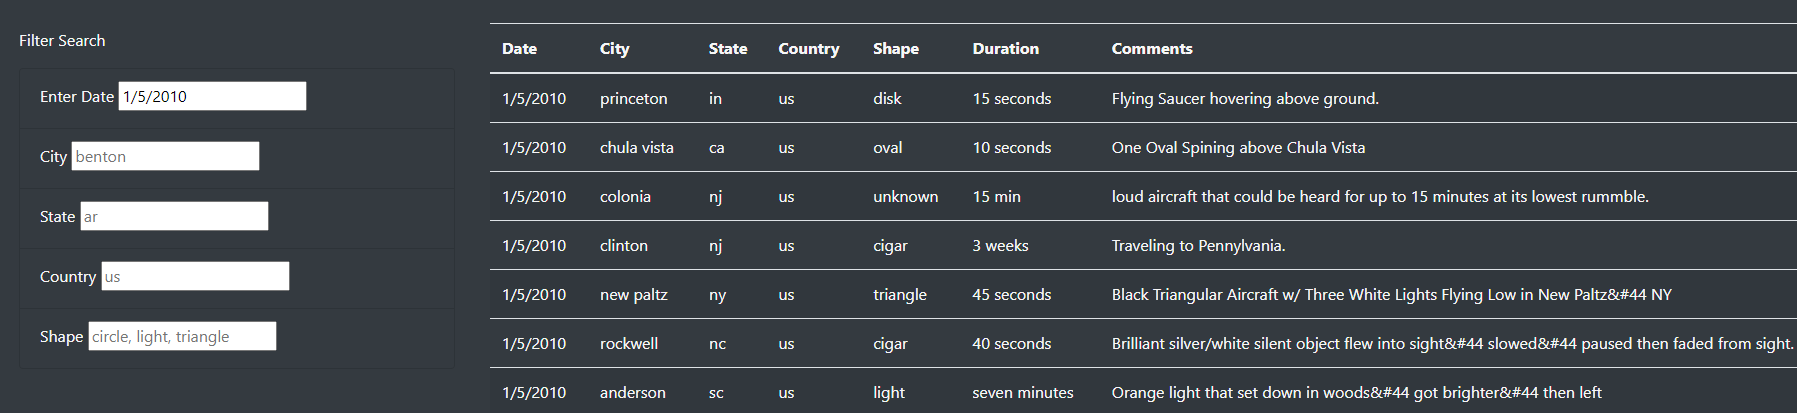 Filter Search
Enter Date 1/5/2010
City benton
State ar
Country us
Shape circle, light, triangle
Date City State Country Shape Duration Comments
1/5/2010 princeton in us disk 15 seconds Flying Saucer hovering above ground.
1/5/2010 chula vista ca us oval 10 seconds One Oval Spining above Chula Vista
1/5/2010 colonia nj us unknown 15 min loud aircraft that could be heard for up to 15 minutes at its lowest rummble.
1/5/2010 clinton nj us cigar 3 weeks Traveling to Pennylvania.
1/5/2010 new paltz ny us triangle 45 seconds Black Triangular Aircraft w/ Three White Lights Flying Low in New Paltz&#44 NY
1/5/2010 rockwell nc us cigar 40 seconds Brilliant silver/white silent object flew into sight&#44 slowed&#44 paused then faded from sight.
1/5/2010 anderson sc us light seven minutes Orange light that set down in woods&#44 got brighter&#44 then left